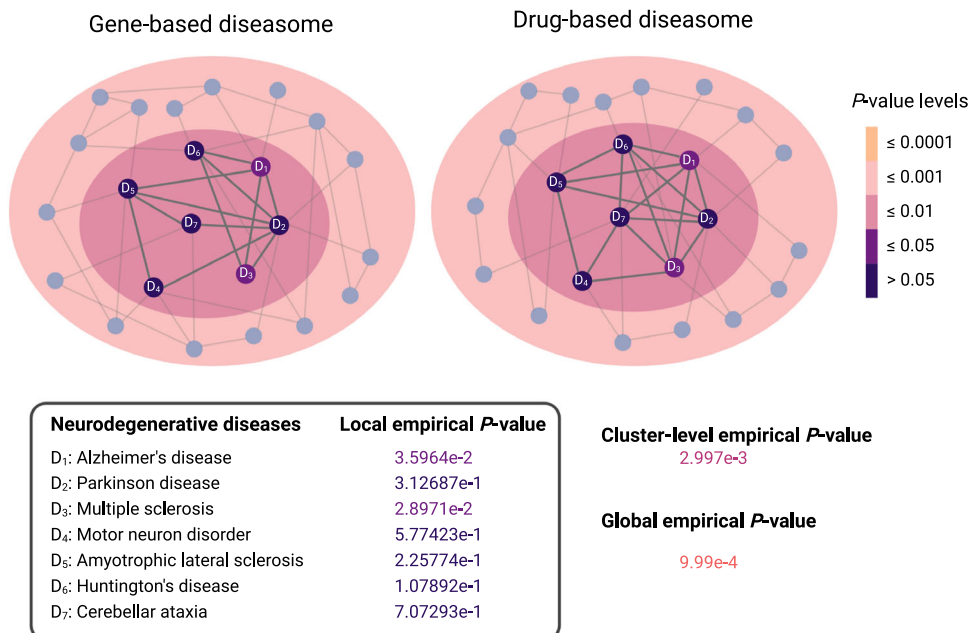 Gene-based diseasome
Drug-based diseasome
P-value levels
≤ 0.0001
≤ 0.001
≤ 0.01
≤ 0.05
> 0.05
D6
D1
D5
D7
D2
D3
D4
D6
D1
D5
D7
D2
D3
D4
Neurodegenerative diseases Local empirical P-value
D1: Alzheimer's disease 3.5964e-2
D2: Parkinson disease 3.12687e-1
D3: Multiple sclerosis 2.8971e-2
D4: Motor neuron disorder 5.77423e-1
D5: Amyotrophic lateral sclerosis 2.25774e-1
D6: Huntington's disease 1.07892e-1
D7: Cerebellar ataxia 7.07293e-1
Cluster-level empirical P-value
2.997e-3
Global empirical P-value
9.99e-4